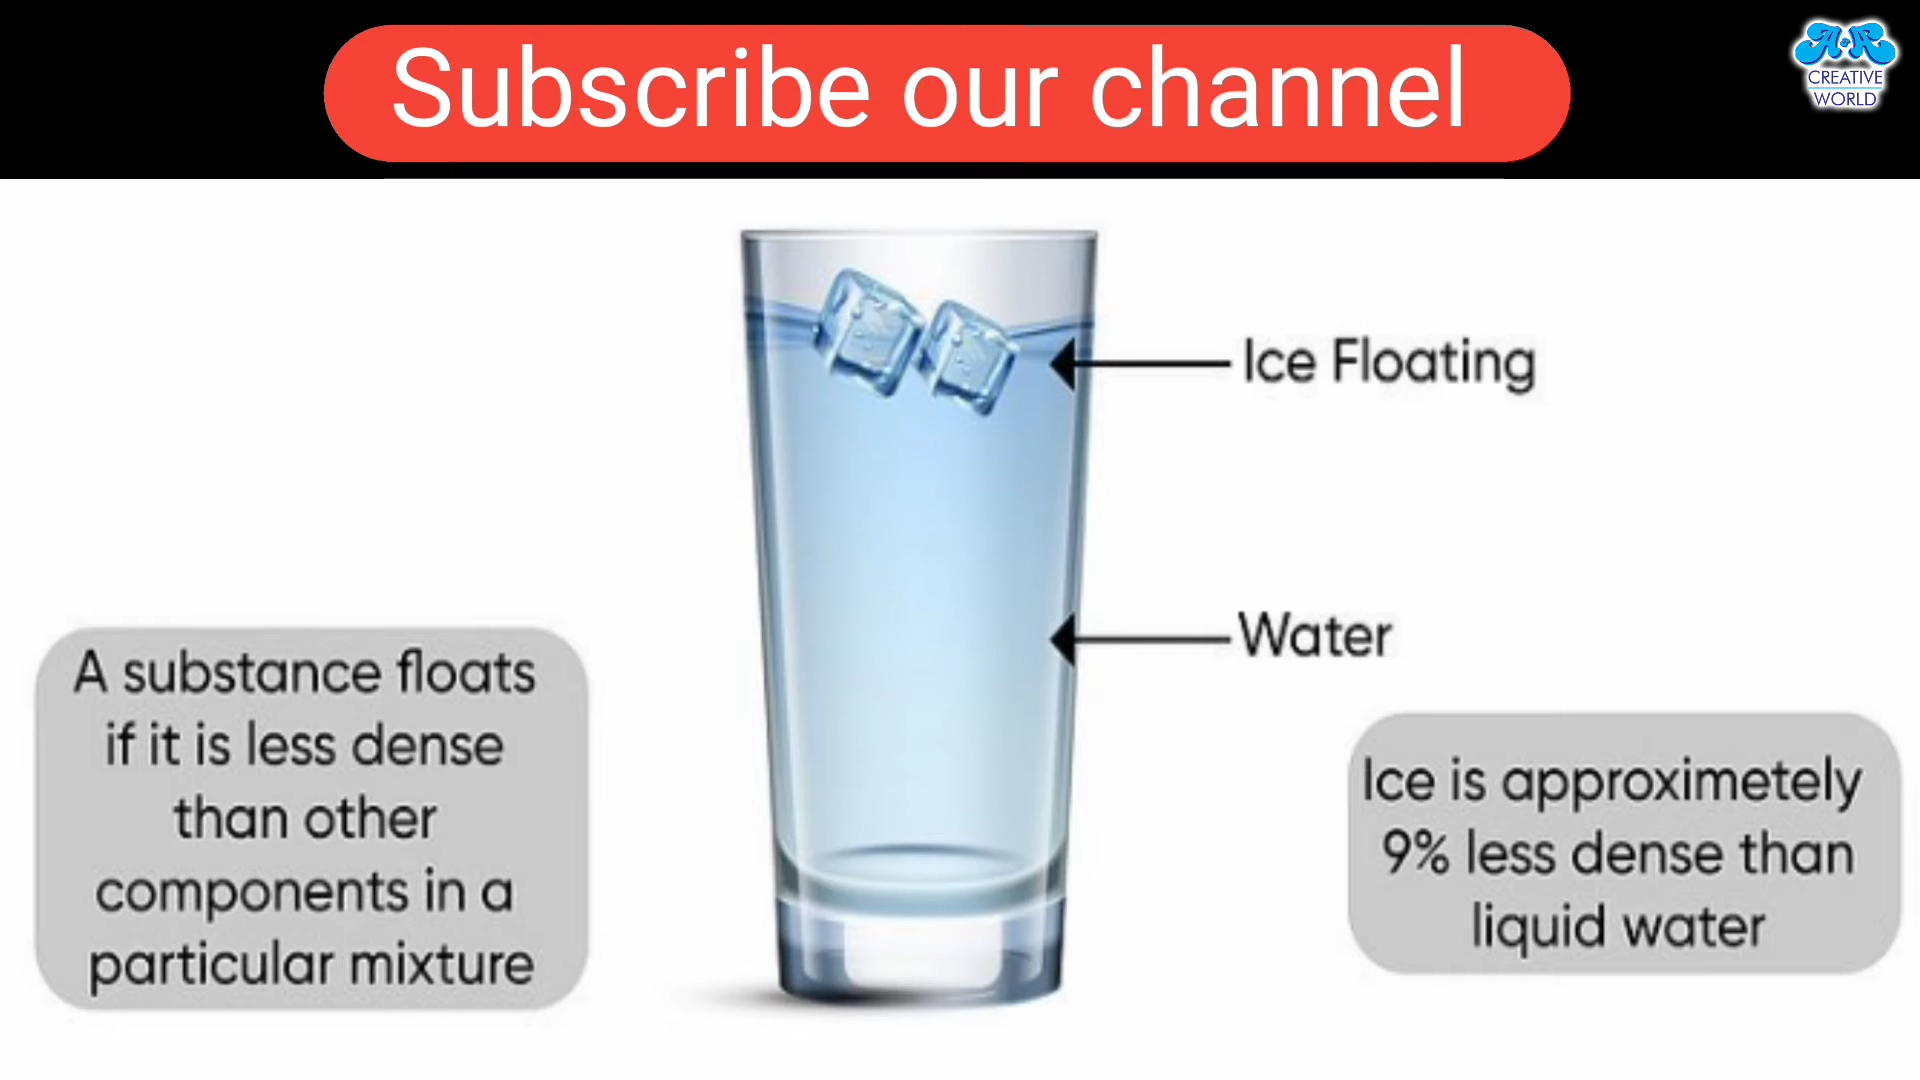 Subscribe our channel
A & A
CREATIVE
WORLD
Ice Floating
Water
A substance floats
if it is less dense
than other
components in a
particular mixture
Ice is approximetely
9% less dense than
liquid water